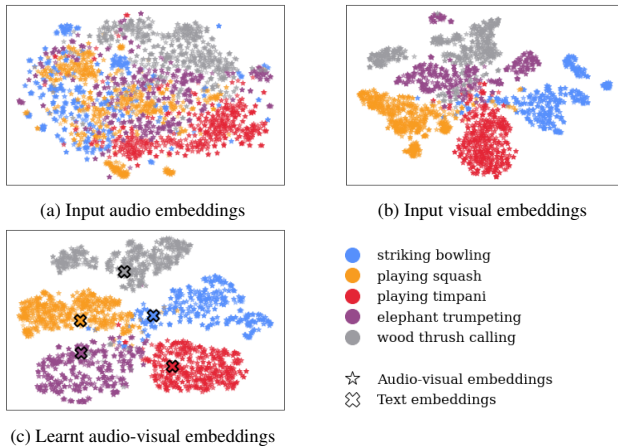 (a) Input audio embeddings
(b) Input visual embeddings
striking bowling
playing squash
playing timpani
elephant trumpeting
wood thrush calling
Audio-visual embeddings
Text embeddings
(c) Learnt audio-visual embeddings